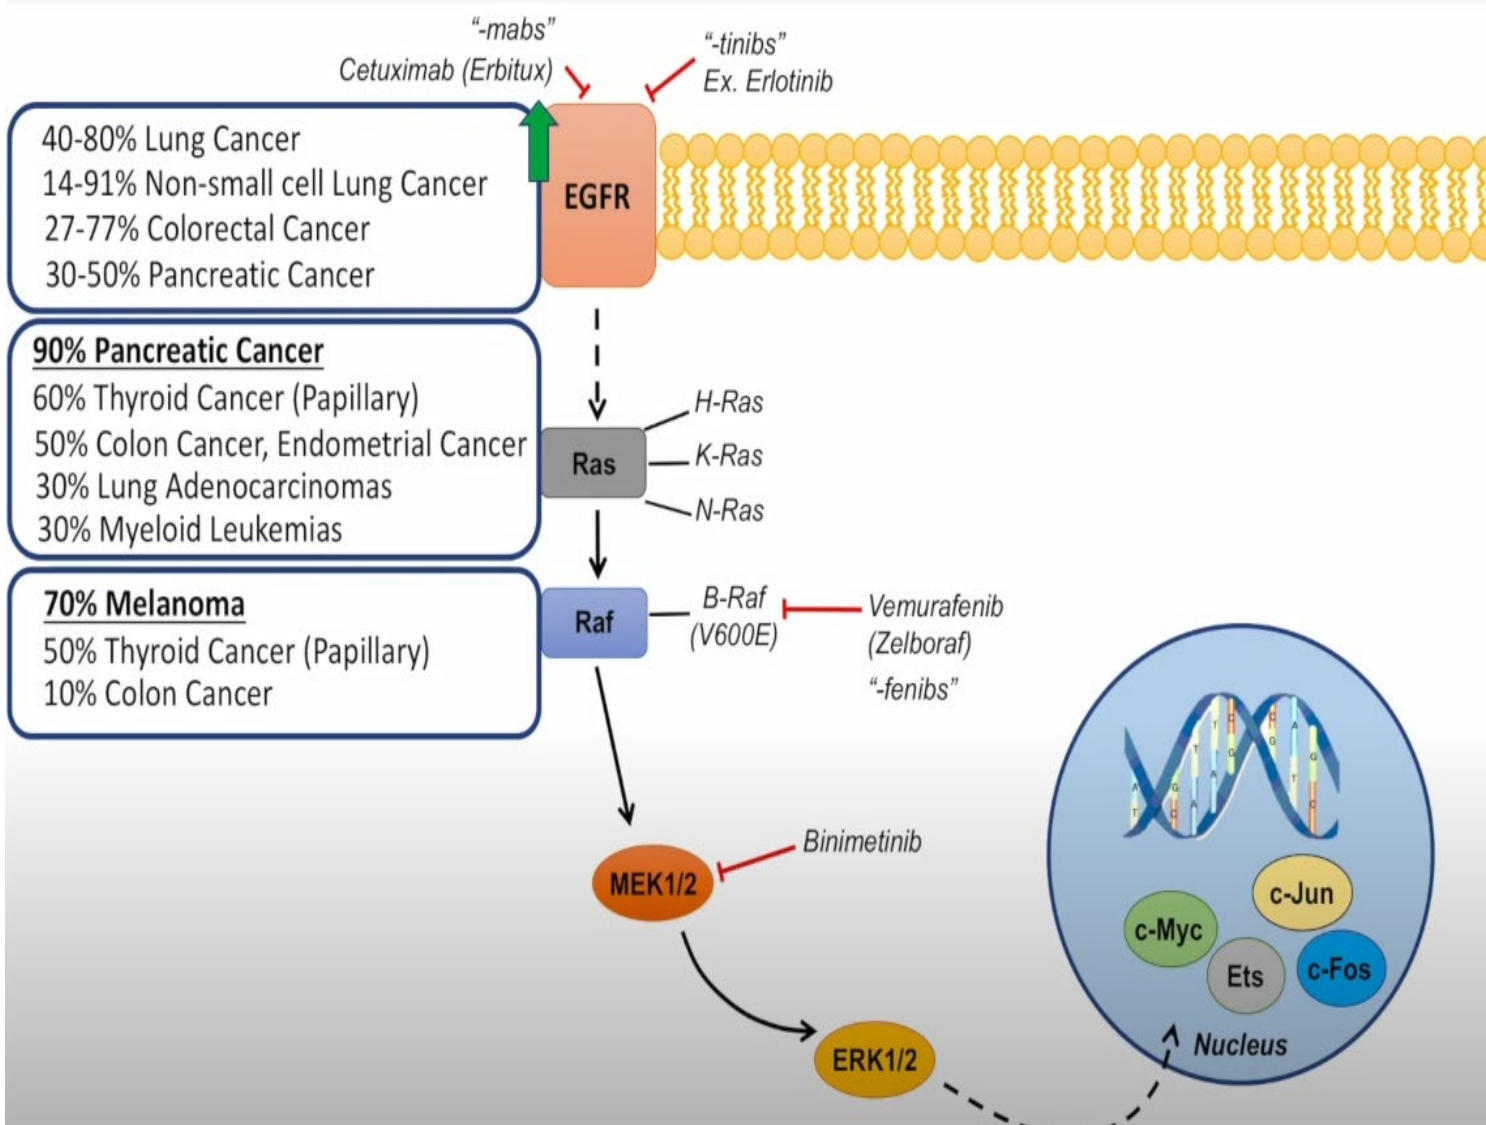 “-mabs”
Cetuximab (Erbitux)
“-tinibs”
Ex. Erlotinib
40-80% Lung Cancer
14-91% Non-small cell Lung Cancer
27-77% Colorectal Cancer
30-50% Pancreatic Cancer
EGFR
90% Pancreatic Cancer
60% Thyroid Cancer (Papillary)
50% Colon Cancer, Endometrial Cancer
30% Lung Adenocarcinomas
30% Myeloid Leukemias
Ras
H-Ras
K-Ras
N-Ras
70% Melanoma
50% Thyroid Cancer (Papillary)
10% Colon Cancer
Raf
B-Raf
(V600E)
Vemurafenib
(Zelboraf)
“-fenibs”
MEK1/2
Binimetinib
ERK1/2
A
T
G
C
T
A
T
A
C
G
C
G
A
T
G
C
c-Jun
c-Myc
Ets
c-Fos
Nucleus